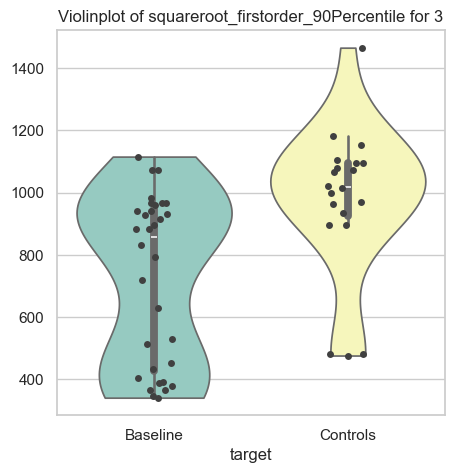 Violinplot of squareroot_firstorder_90Percentile for 3
1400
1200
1000
800
600
400
Baseline
Controls
target